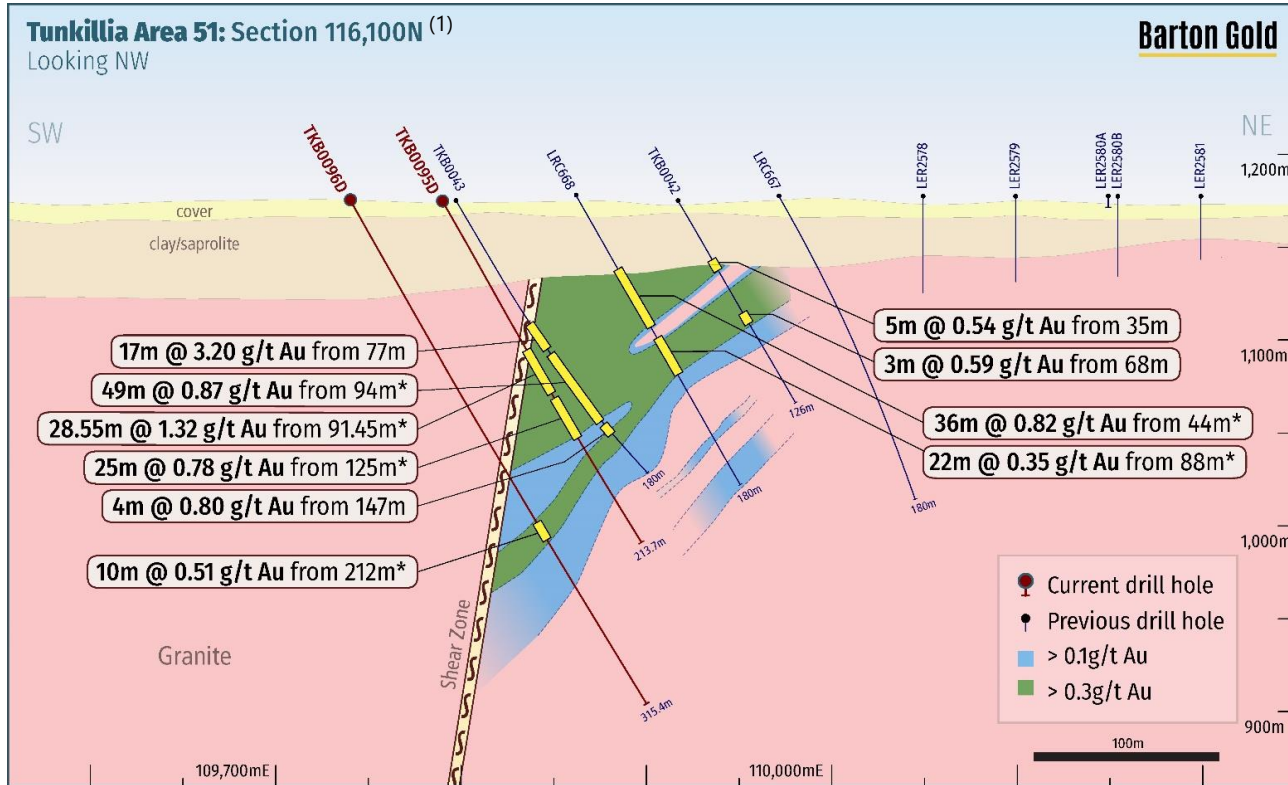 Tunkillia Area 51: Section 116,100N (1)
Looking NW
Barton Gold
SW
NE
TKB0096D
TKB0095D
TKB0043
LRC668
TKB0042
LRC667
LER2578
LER2579
LER2580A
LER2580B
LER2581
1,200m
cover
clay/saprolite
17m @ 3.20 g/t Au from 77m
49m @ 0.87 g/t Au from 94m*
28.55m @ 1.32 g/t Au from 91.45m*
25m @ 0.78 g/t Au from 125m*
4m @ 0.80 g/t Au from 147m
10m @ 0.51 g/t Au from 212m*
5m @ 0.54 g/t Au from 35m
3m @ 0.59 g/t Au from 68m
36m @ 0.82 g/t Au from 44m*
22m @ 0.35 g/t Au from 88m*
1,100m
126m
180m
180m
180m
213.7m
315.4m
1,000m
Granite
Shear Zone
Current drill hole
Previous drill hole
> 0.1g/t Au
> 0.3g/t Au
900m
100m
109,700mE
110,000mE